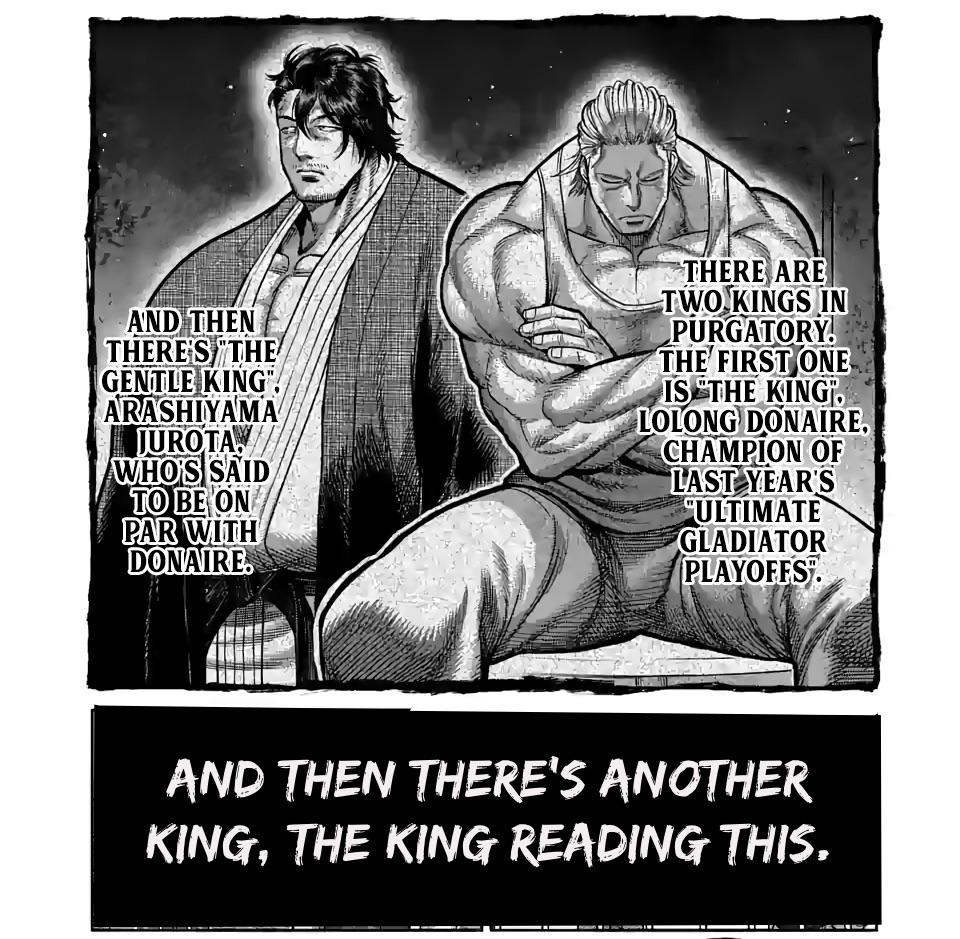 THERE ARE
TWO KINGS IN
PURGATORY.
THE FIRST ONE
IS "THE KING",
LOLONG DONAIRE,
CHAMPION OF
LAST YEAR'S
"ULTIMATE
GLADIATOR
PLAYOFFS".
AND THEN
THERE'S "THE
GENTLE KING",
ARASHIYAMA
JUROTA,
WHO'S SAID
TO BE ON
PAR WITH
DONAIRE.
AND THEN THERE'S ANOTHER
KING, THE KING READING THIS.